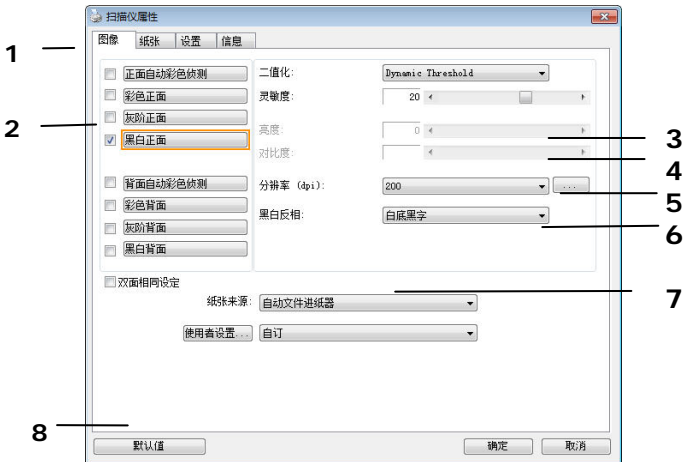 扫描仪属性
图像 纸张 设置 信息
1
正面自动彩色侦测 二值化: Dynamic Threshold
彩色正面 灵敏度: 20
2 灰阶正面
黑白正面 亮度: 0
3
对比度:
4
背面自动彩色侦测 分辨率 (dpi): 200 ...
5
彩色背面 黑白反相: 白底黑字
6
灰阶背面
黑白背面
双面相同设定
7
纸张来源: 自动文件进纸器
使用者设置... 自订
8
默认值 确定 取消